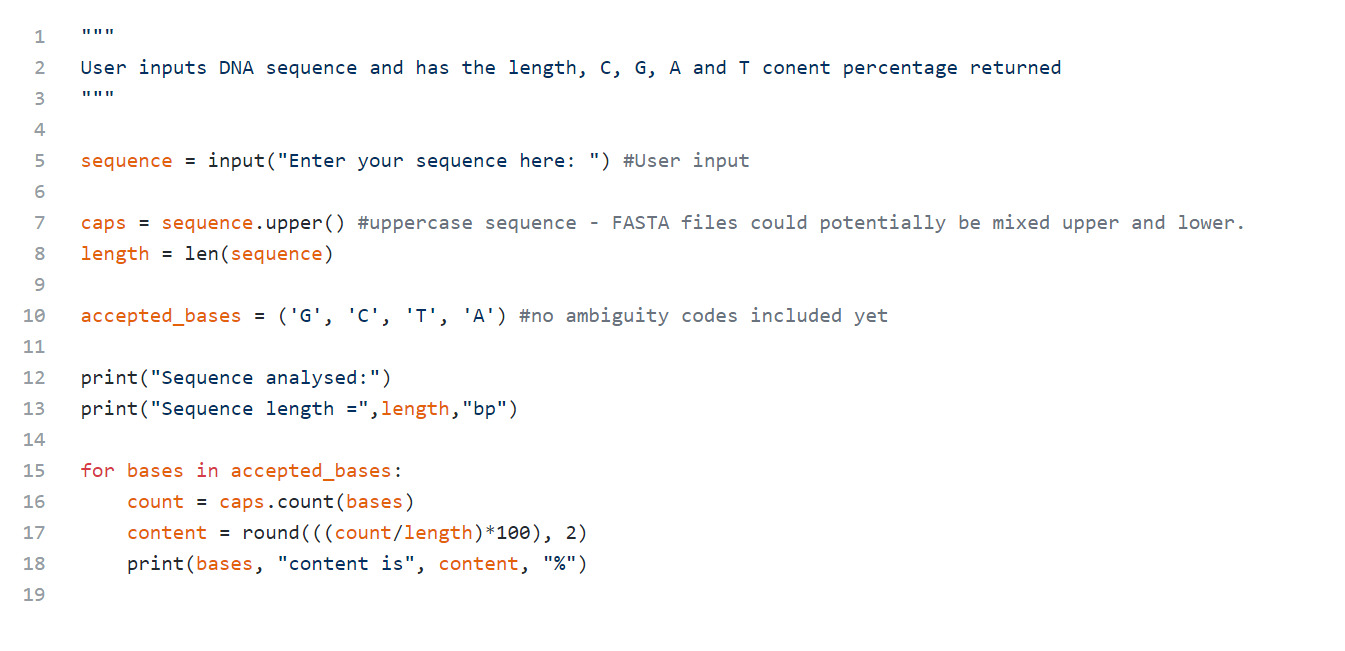 1 """
2 User inputs DNA sequence and has the length, C, G, A and T conent percentage returned
3 """
4
5 sequence = input("Enter your sequence here: ") #User input
6
7 caps = sequence.upper() #uppercase sequence - FASTA files could potentially be mixed upper and lower.
8 length = len(sequence)
9
10 accepted_bases = ('G', 'C', 'T', 'A') #no ambiguity codes included yet
11
12 print("Sequence analysed:")
13 print("Sequence length =",length,"bp")
14
15 for bases in accepted_bases:
16     count = caps.count(bases)
17     content = round(((count/length)*100), 2)
18     print(bases, "content is", content, "%")
19